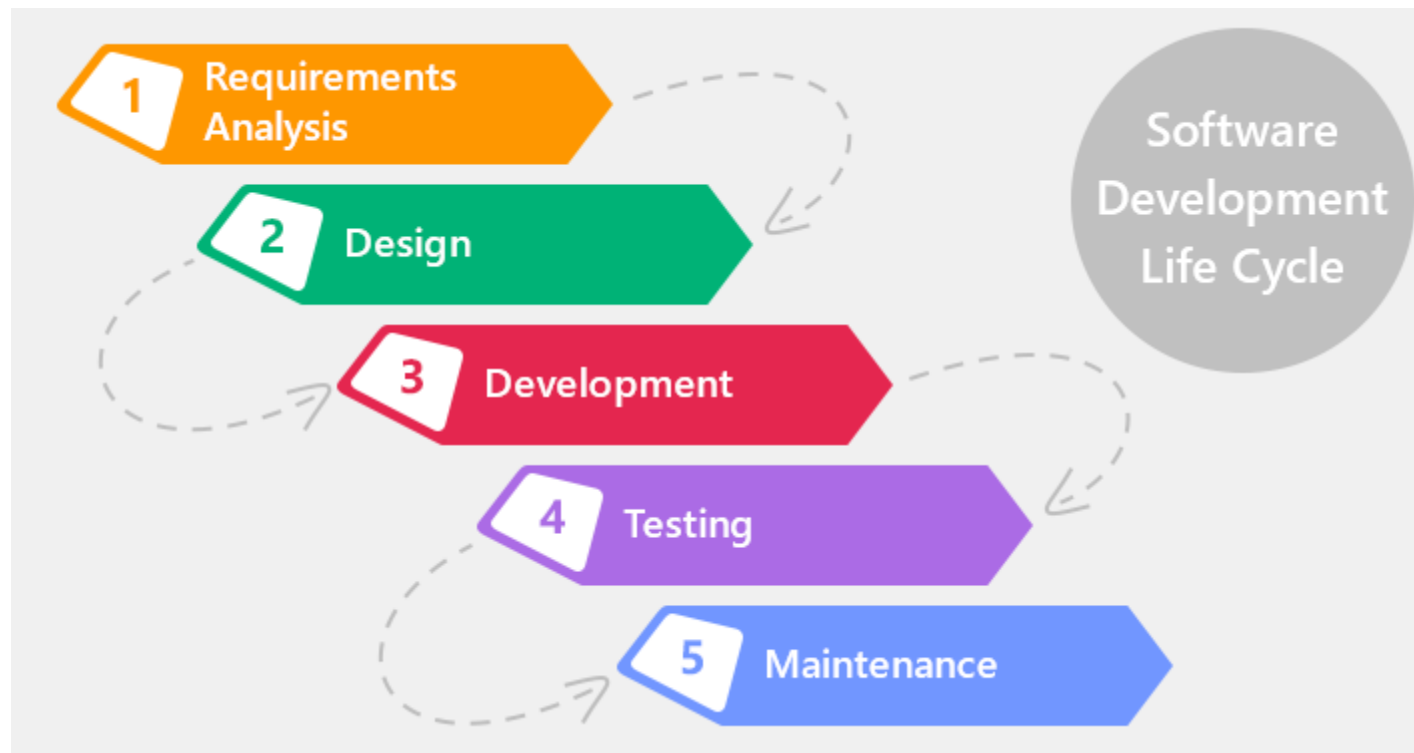 1
Requirements
Analysis
2
Design
3
Development
4
Testing
5
Maintenance
Software
Development
Life Cycle